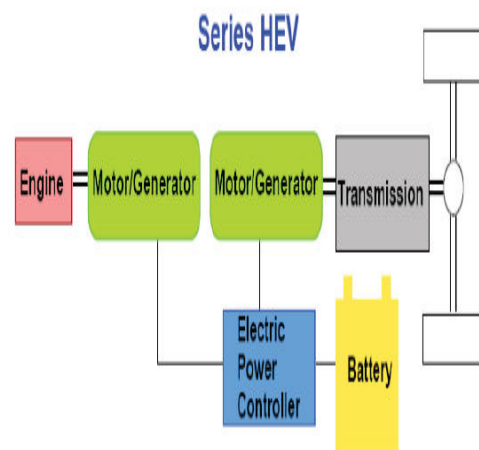 Series HEV
Engine
Motor/Generator
Motor/Generator
Transmission
Electric
Power
Controller
Battery